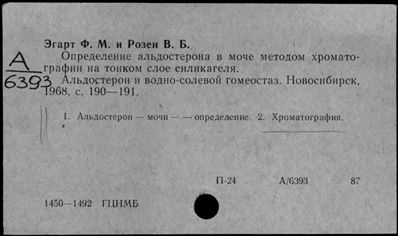 Эгарт Ф. М. и Розен В. Б.
Определение альдостерона в моче методом хромато-
графии на тонком слое силикагеля.
Альдостерон и водно-солевой гомеостаз. Новосибирск,
1968, с. 190—191.
А
6393
1. Альдостерон — мочи — — определение. 2. Хроматография.
П-24 А/6393 87
1450—1492 ГЦНМБ